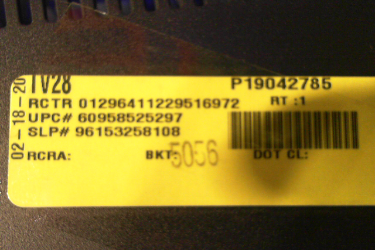 TV28 P19042785
RCTR 01296411229516972 RT :1
UPC# 60958525297
SLP# 96153258108
RCRA: BKT: 5056 DOT CL:
02-18-20